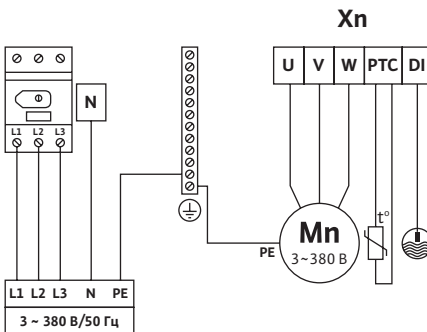 Xn
U V W PTC DI
N
L1 L2 L3
t°
Mn
3~380 В
PE
L1 L2 L3 N PE
3 ~ 380 В/50 Гц